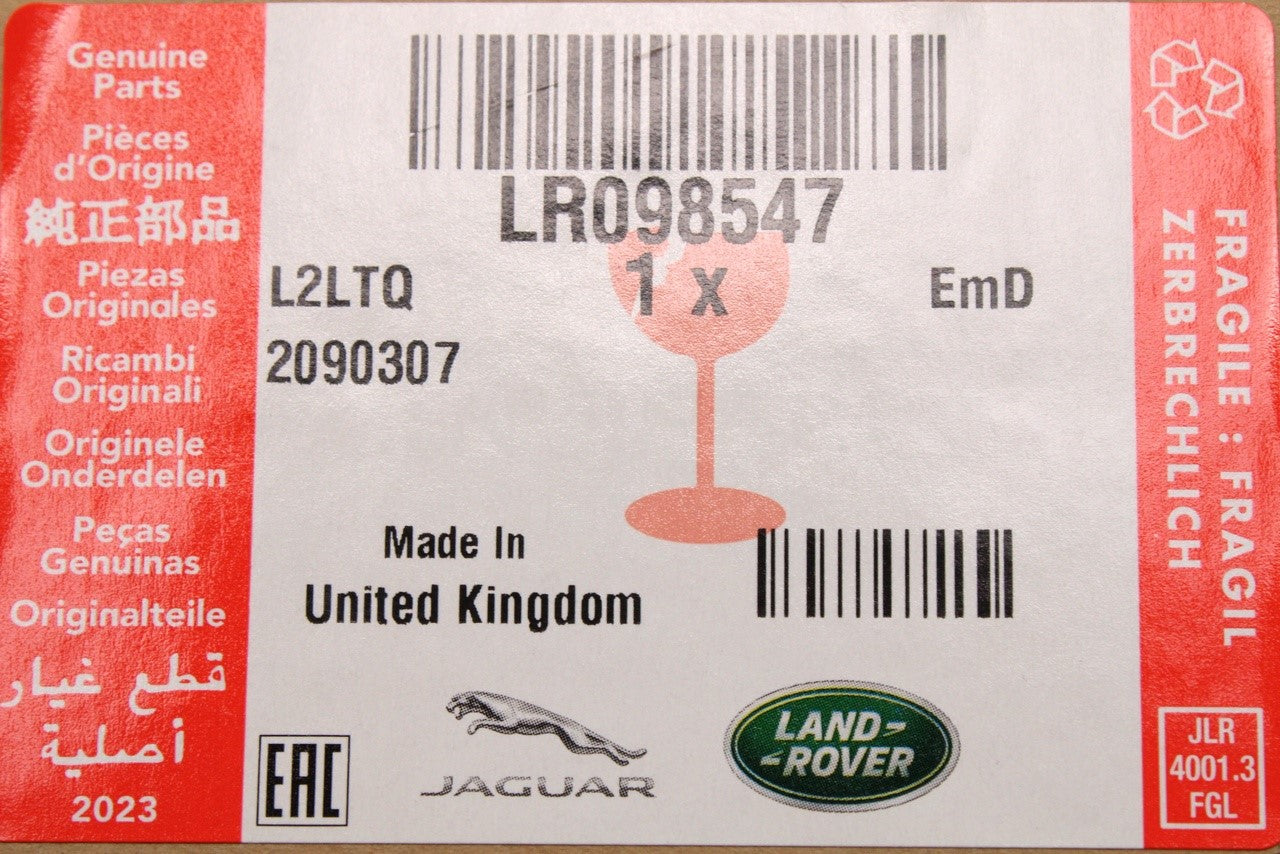 Genuine
Parts
Pièces
d'Origine
純正部品
Piezas
Originales
Ricambi
Originali
Originele
Onderdelen
Peças
Genuinas
Originalteile
قطع غيار
أصلية
2023
LR098547
1 x
L2LTQ
EmD
2090307
Made In
United Kingdom
EAC
JAGUAR
LAND-
-ROVER
FRAGILE : FRAGIL
ZERBRECHLICH
JLR
4001.3
FGL